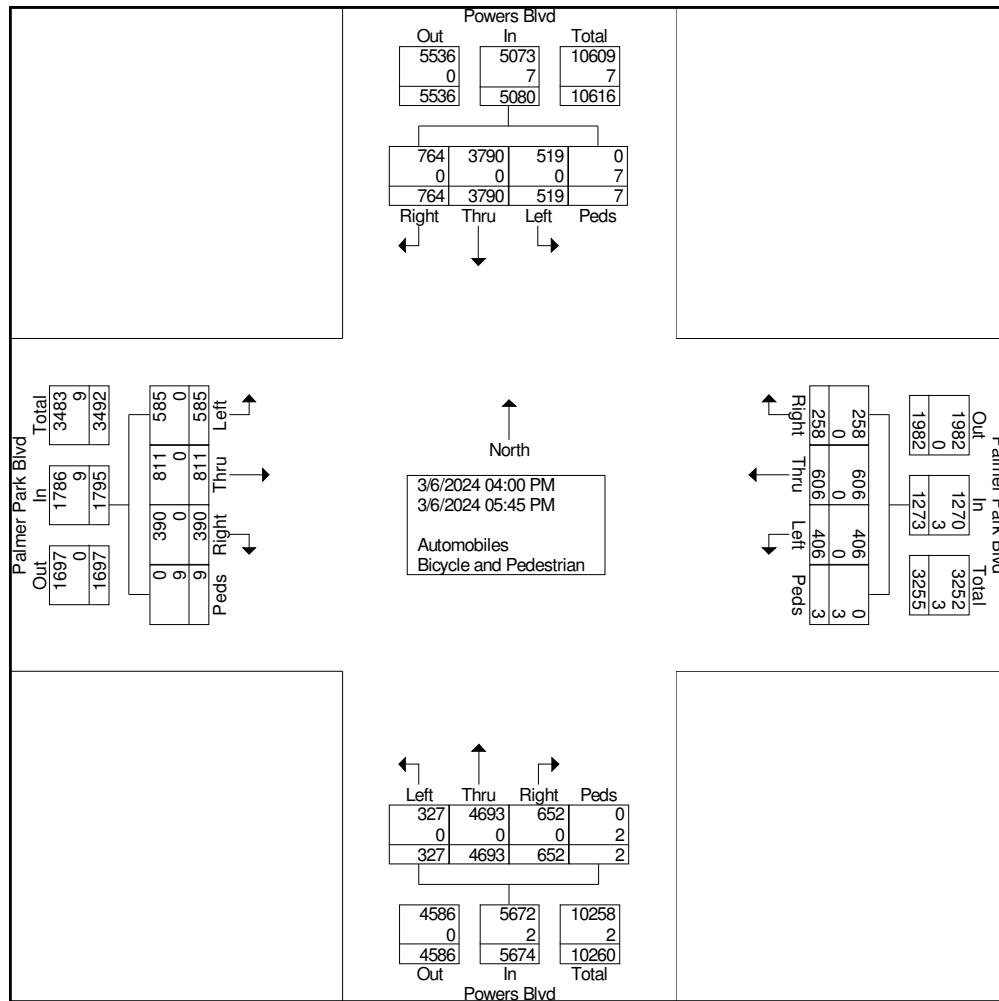 Powers Blvd
Out In Total
5536 5073 10609
0 7 7
5536 5080 10616
764 3790 519 0
0 0 0 7
764 3790 519 7
Right Thru Left Peds
Palmer Park Blvd
Total In Out
3483 1786 1697
9 9 0
3492 1795 1697
585 811 390 0
0 0 0 9
585 811 390 9
Left Thru Right Peds
North
3/6/2024 04:00 PM
3/6/2024 05:45 PM
Automobiles
Bicycle and Pedestrian
Right Thru Left Peds
258 606 406 3
0 0 0 3
258 606 406 0
1982 1273 3255
0 3 3
1982 1270 3252
Out In Total
Palmer Park Blvd
Left Thru Right Peds
327 4693 652 0
0 0 0 2
327 4693 652 2
4586 5672 10258
0 2 2
4586 5674 10260
Out In Total
Powers Blvd